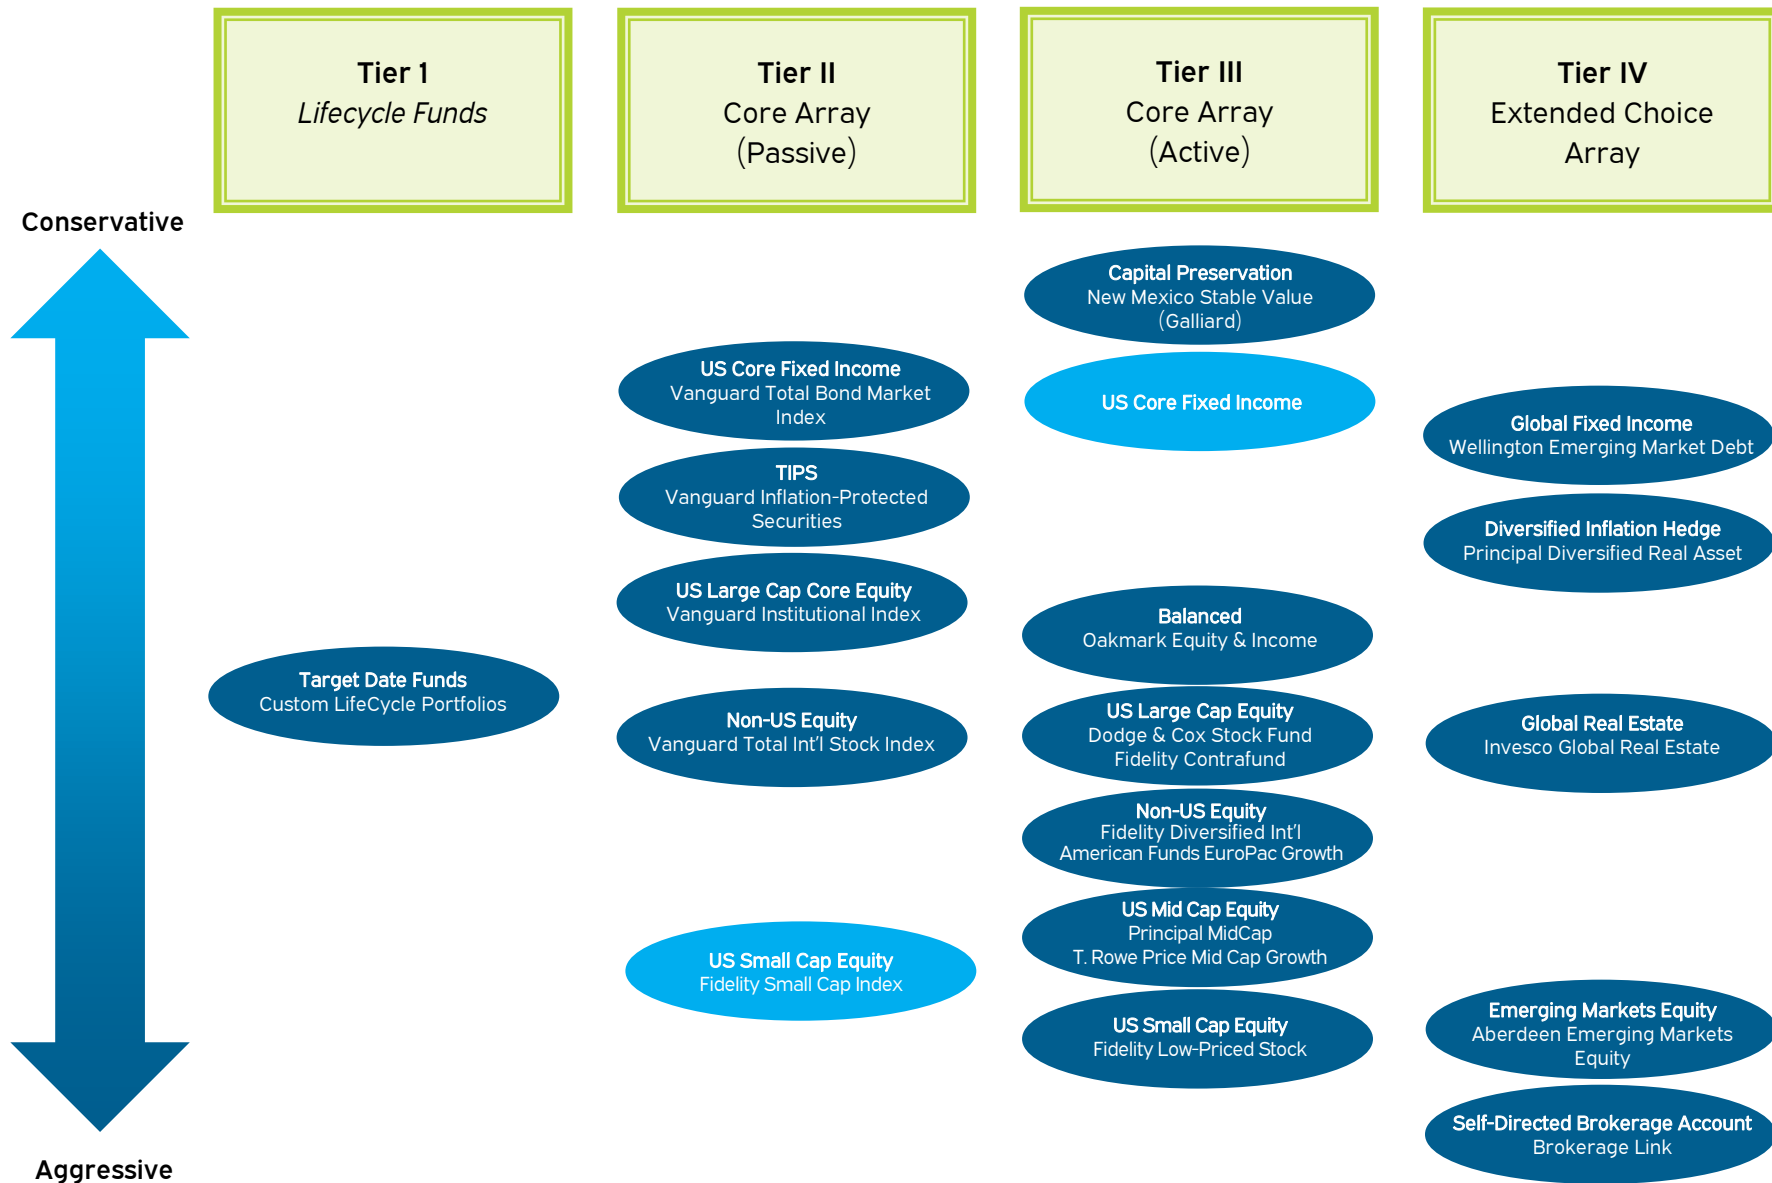 Tier 1
Lifecycle Funds
Tier II
Core Array
(Passive)
Tier III
Core Array
(Active)
Tier IV
Extended Choice
Array
Conservative
Aggressive
Target Date Funds
Custom LifeCycle Portfolios
US Core Fixed Income
Vanguard Total Bond Market
Index
TIPS
Vanguard Inflation-Protected
Securities
US Large Cap Core Equity
Vanguard Institutional Index
Non-US Equity
Vanguard Total Int'l Stock Index
US Small Cap Equity
Fidelity Small Cap Index
Capital Preservation
New Mexico Stable Value
(Galliard)
US Core Fixed Income
Balanced
Oakmark Equity & Income
US Large Cap Equity
Dodge & Cox Stock Fund
Fidelity Contrafund
Non-US Equity
Fidelity Diversified Int'l
American Funds EuroPac Growth
US Mid Cap Equity
Principal MidCap
T. Rowe Price Mid Cap Growth
US Small Cap Equity
Fidelity Low-Priced Stock
Global Fixed Income
Wellington Emerging Market Debt
Diversified Inflation Hedge
Principal Diversified Real Asset
Global Real Estate
Invesco Global Real Estate
Emerging Markets Equity
Aberdeen Emerging Markets
Equity
Self-Directed Brokerage Account
Brokerage Link